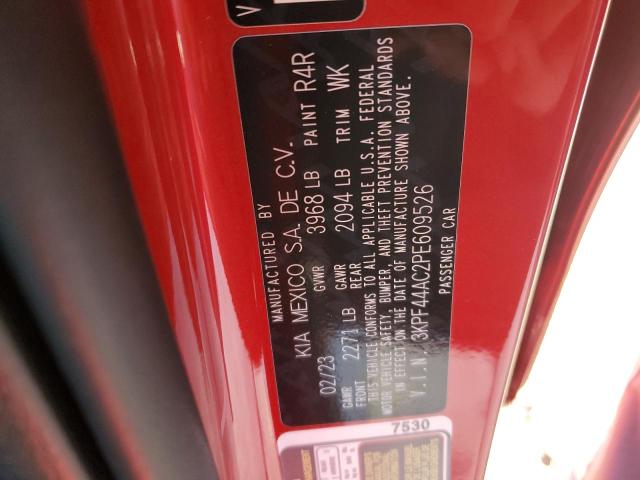 V
MANUFACTURED BY
KIA MEXICO S.A. DE C.V.
02/23 GVWR 3968 LB PAINT R4R
GAWR FRONT 2271 LB GAWR REAR 2094 LB TRIM WK
THIS VEHICLE CONFORMS TO ALL APPLICABLE U.S.A. FEDERAL
MOTOR VEHICLE SAFETY, BUMPER, AND THEFT PREVENTION STANDARDS
IN EFFECT ON THE DATE OF MANUFACTURE SHOWN ABOVE.
V.I.N.:3KPF44AC2PE609526
PASSENGER CAR
7530